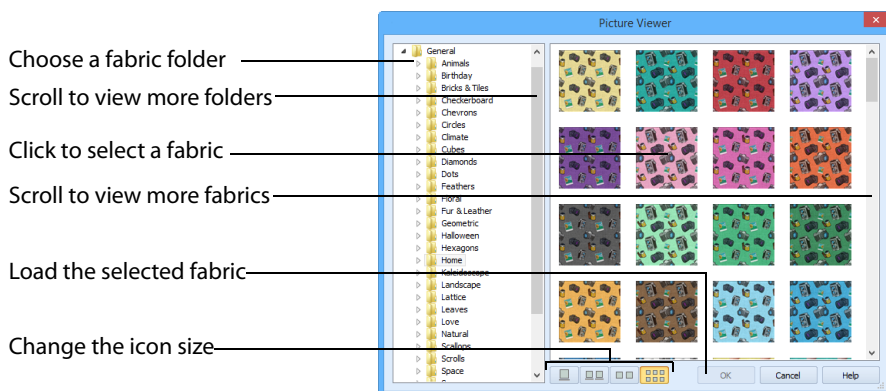 Picture Viewer
Choose a fabric folder
Scroll to view more folders
Click to select a fabric
Scroll to view more fabrics
Load the selected fabric
Change the icon size
General
Animals
Birthday
Bricks & Tiles
Checkerboard
Chevrons
Circles
Climate
Cubes
Diamonds
Dots
Feathers
Floral
Fur & Leather
Geometric
Halloween
Hexagons
Home
Kaleidoscope
Landscape
Lattice
Leaves
Love
Natural
Scallops
Scrolls
Space
OK
Cancel
Help